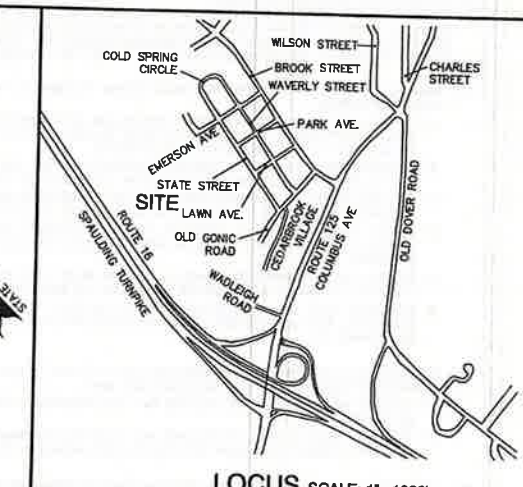 COLD SPRING
CIRCLE
WILSON STREET
BROOK STREET
WAVERLY STREET
CHARLES
STREET
PARK AVE.
EMERSON AVE.
STATE STREET
SITE
LAWN AVE.
OLD GONIC
ROAD
CEDARBROOK
VILLAGE
ROUTE 125
COLUMBUS AVE
OLD DOVER ROAD
WADLEIGH
ROAD
ROUTE 16
SPAULDING TURNPIKE
STATE
LOCUS SCALE